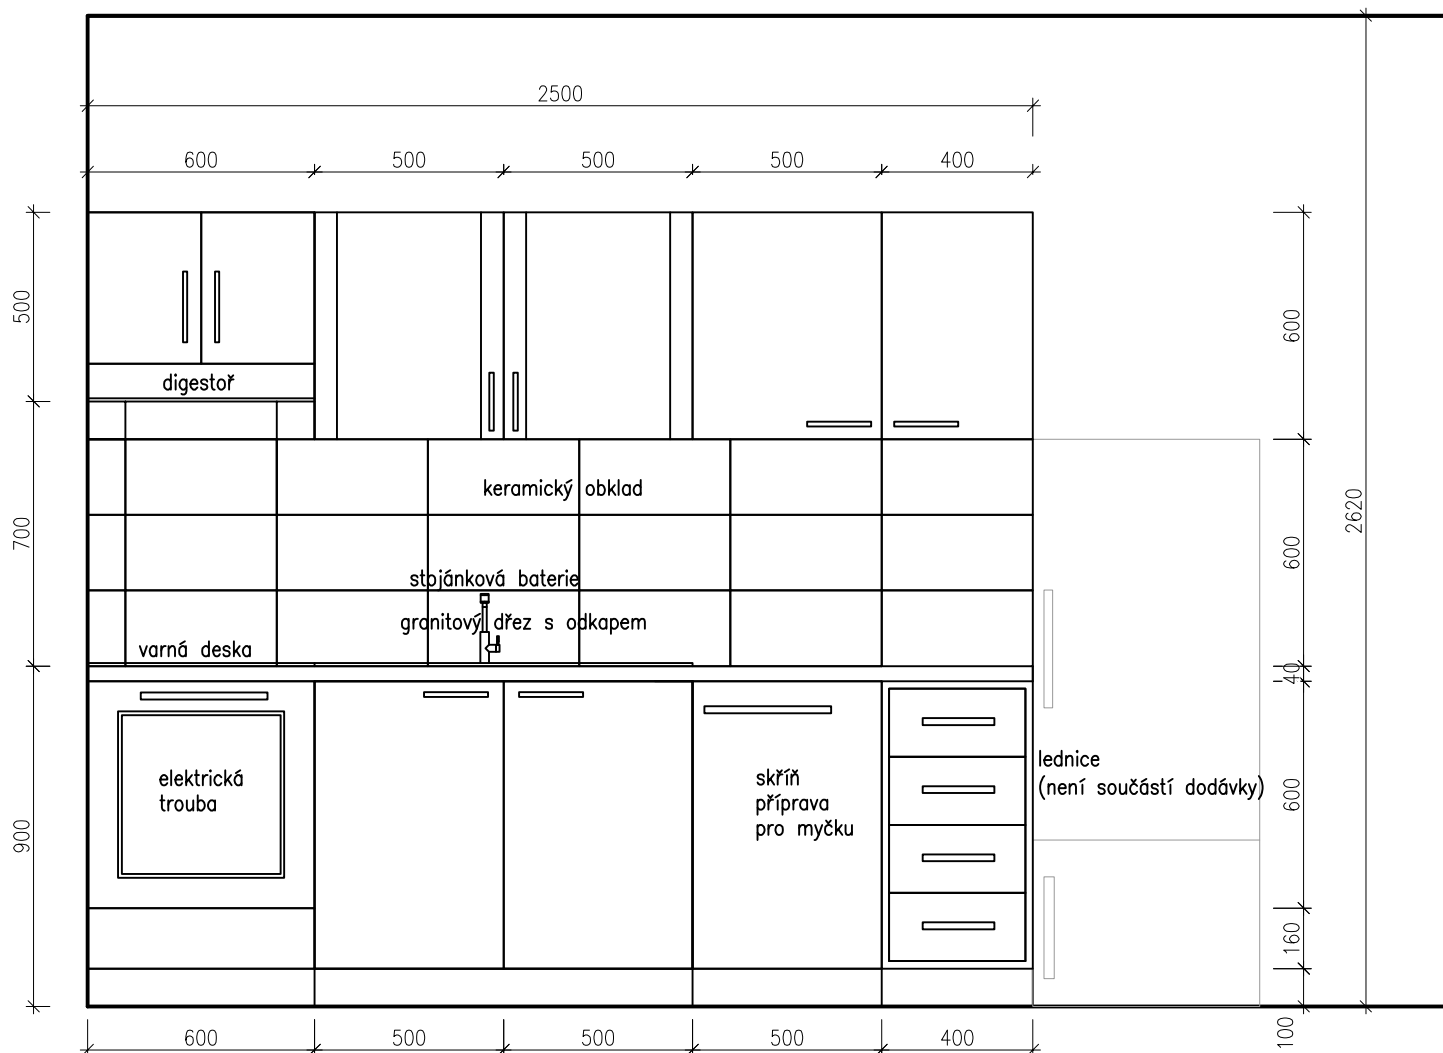 2500
600 500 500 500 400
500
600
digestoř
keramický obklad
2620
700
600
stojánková baterie
granitový dřez s odkapem
varná deska
40
lednice
(není součástí dodávky)
elektrická
trouba
skříň
příprava
pro myčku
600
900
160
100
600 500 500 500 400